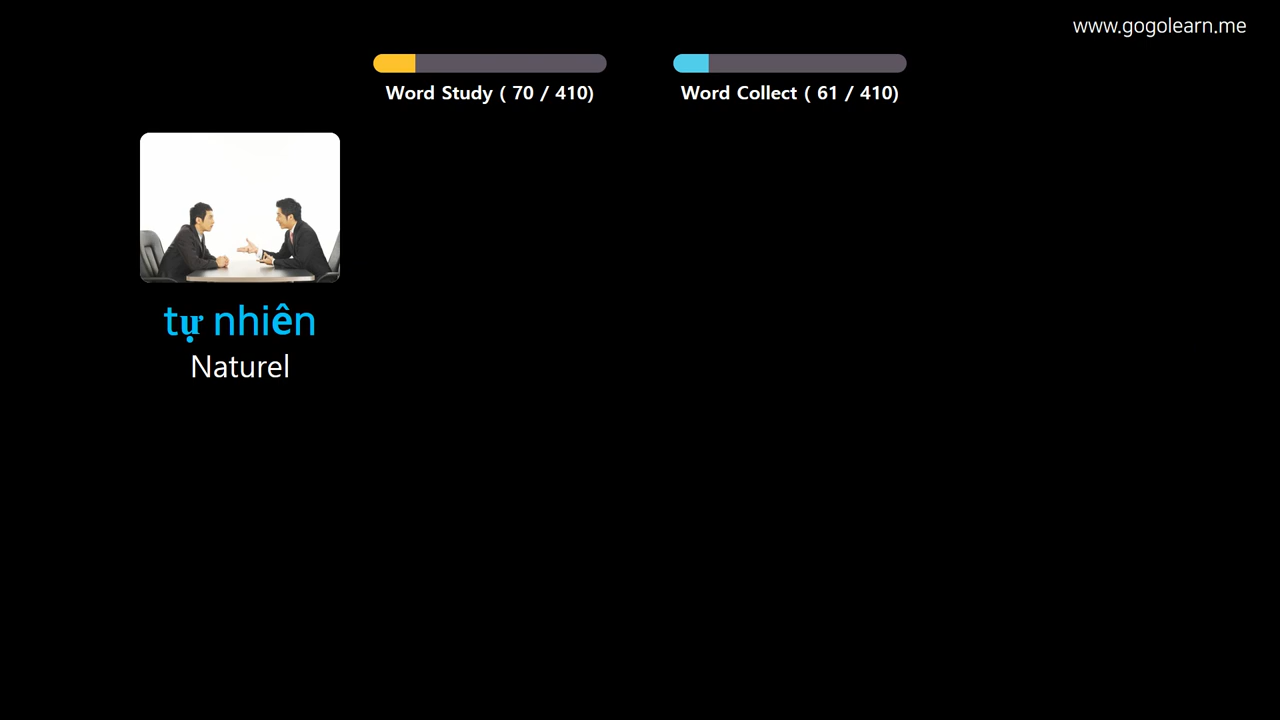 www.gogolearn.me
Word Study ( 70 / 410)
Word Collect ( 61 / 410)
tự nhiên
Naturel